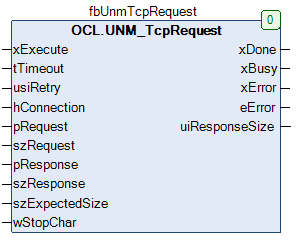 fbUnmTcpRequest
0
OCL.UNM_TcpRequest
xExecute xDone
tTimeout xBusy
usiRetry xError
hConnection eError
pRequest uiResponseSize
szRequest
pResponse
szResponse
szExpectedSize
wStopChar